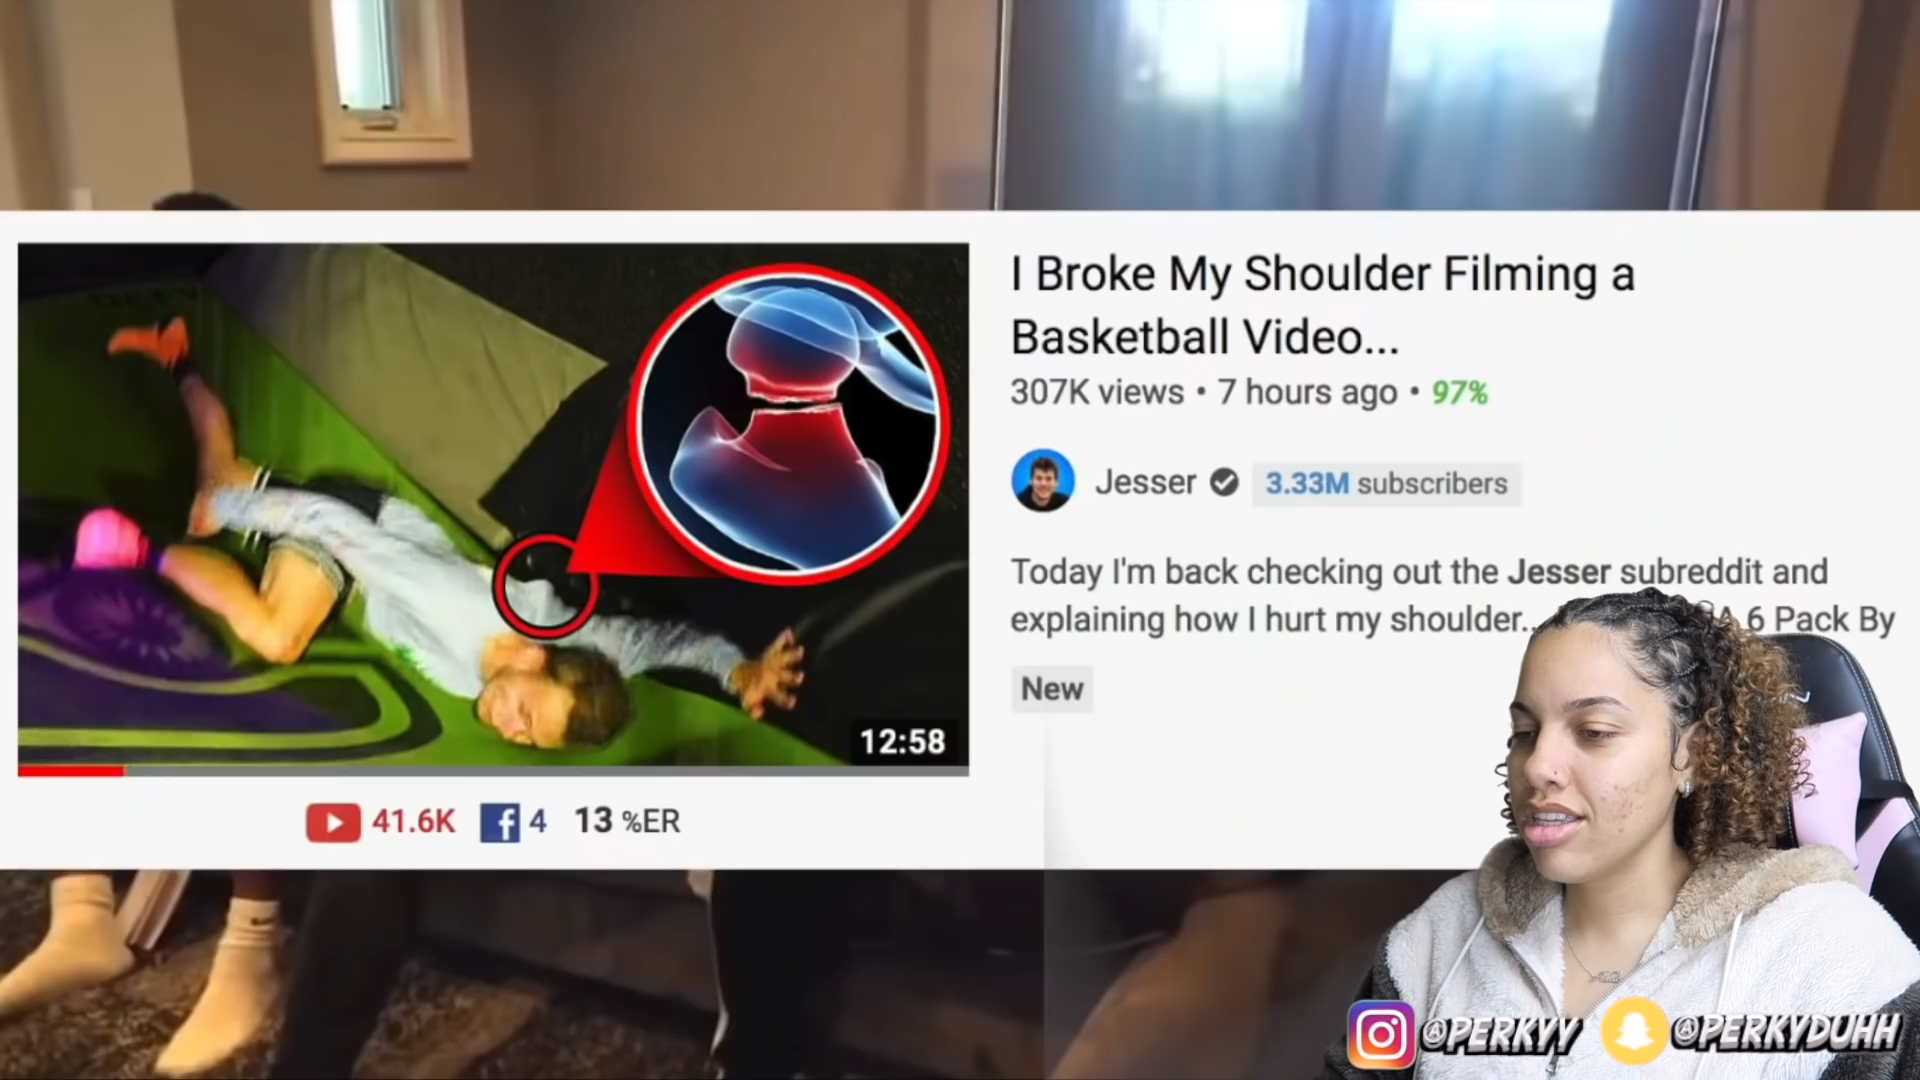 I Broke My Shoulder Filming a
Basketball Video...
307K views • 7 hours ago • 97%
Jesser 3.33M subscribers
Today I'm back checking out the Jesser subreddit and
explaining how I hurt my shoulder.. 6 Pack By
New
12:58
41.6K 4 13 %ER
@PERKYY @PERKYDUHH